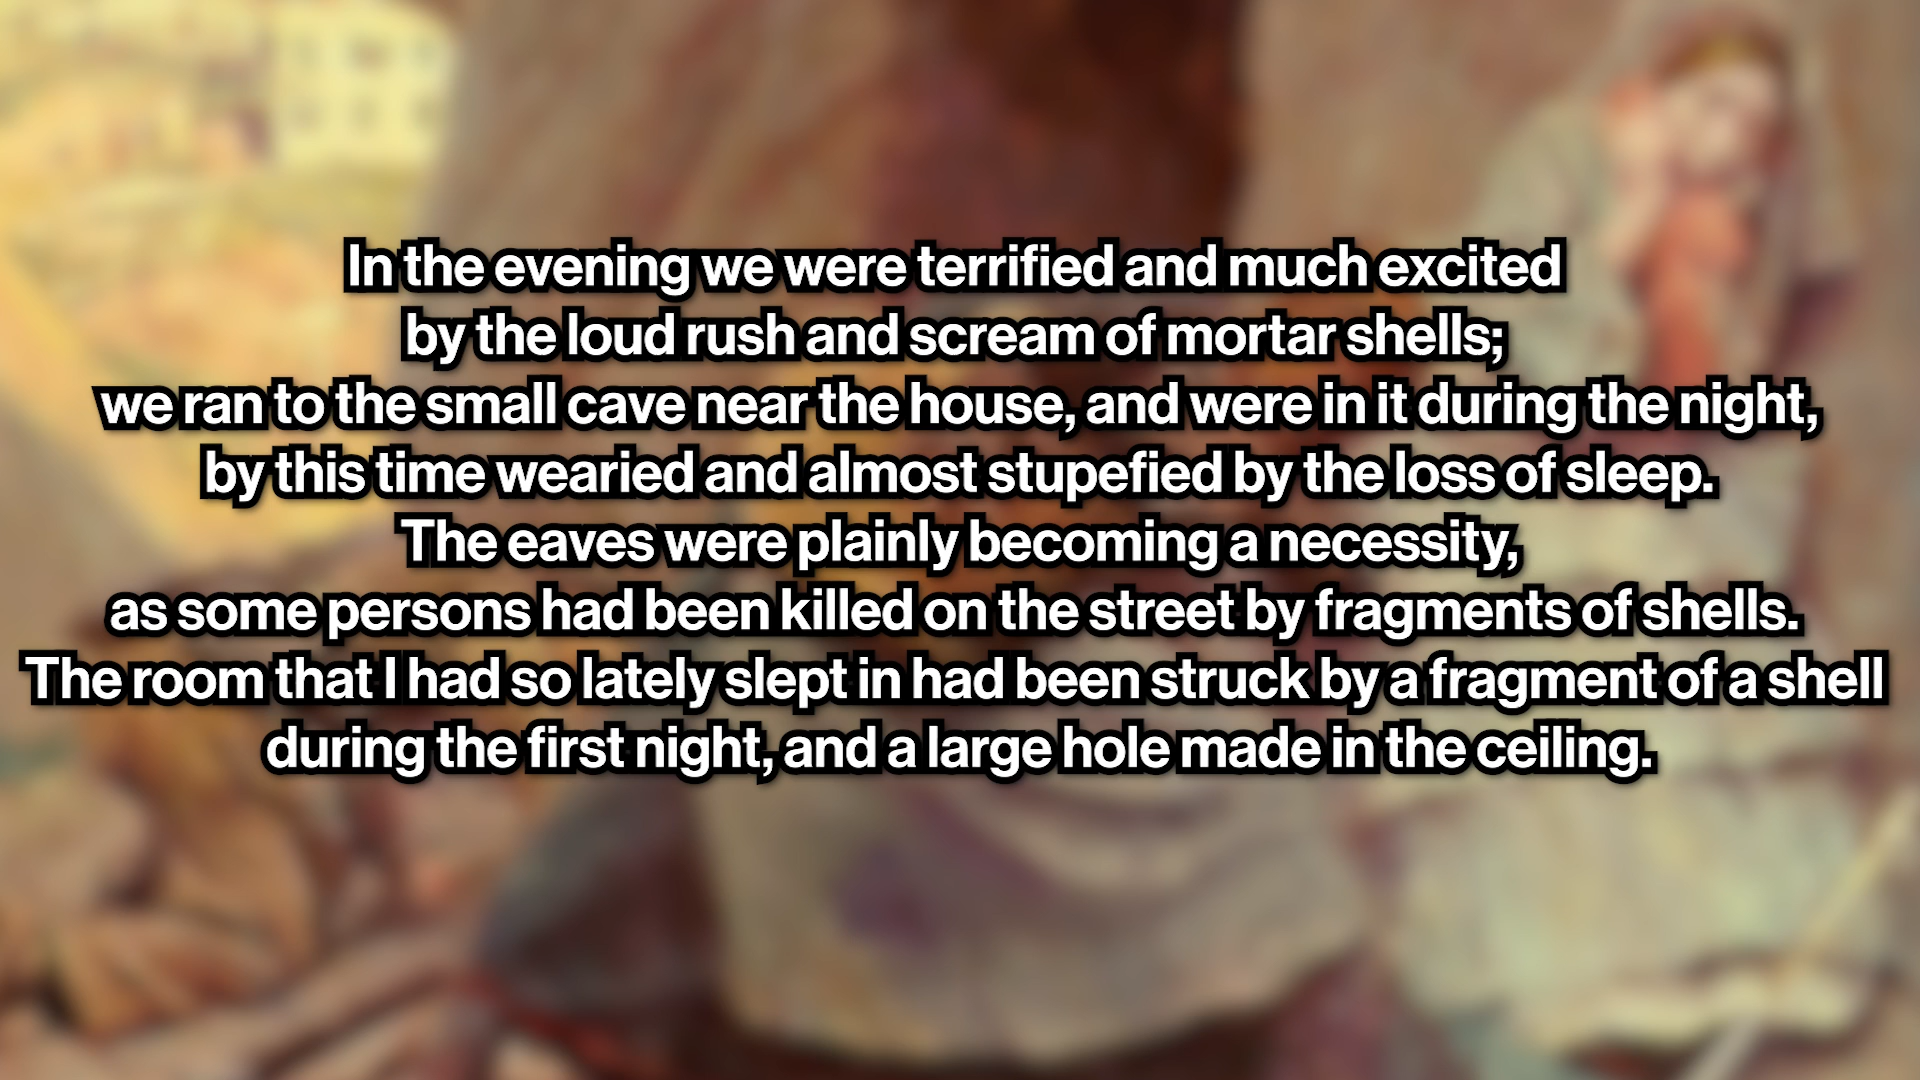 In the evening we were terrified and much excited
by the loud rush and scream of mortar shells;
we ran to the small cave near the house, and were in it during the night,
by this time wearied and almost stupefied by the loss of sleep.
The eaves were plainly becoming a necessity,
as some persons had been killed on the street by fragments of shells.
The room that I had so lately slept in had been struck by a fragment of a shell
during the first night, and a large hole made in the ceiling.